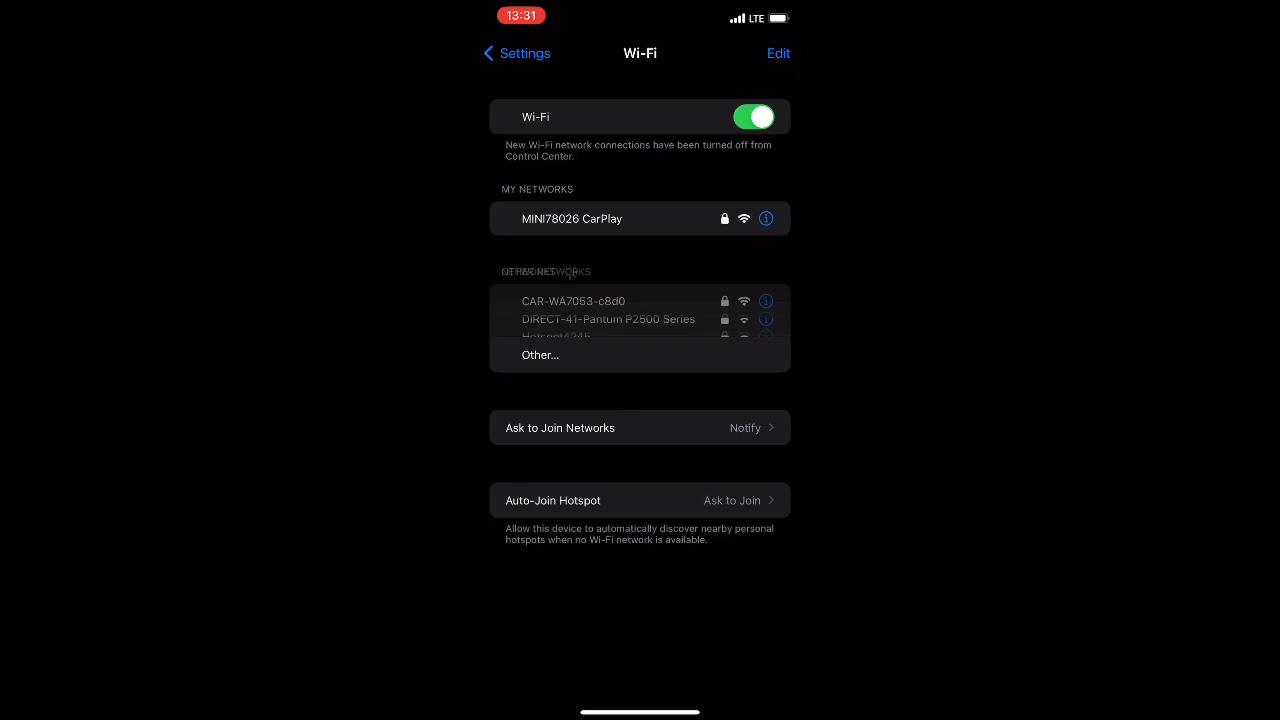 13:31
LTE
Settings
Wi-Fi
Edit
Wi-Fi
New Wi-Fi network connections have been turned off from
Control Center.
MY NETWORKS
MINI78026 CarPlay
CAR-WA7053-c8d0
DIRECT-41-Pantum P2500 Series
Hotspot4245
Other...
Ask to Join Networks
Notify
Auto-Join Hotspot
Ask to Join
Allow this device to automatically discover nearby personal
hotspots when no Wi-Fi network is available.